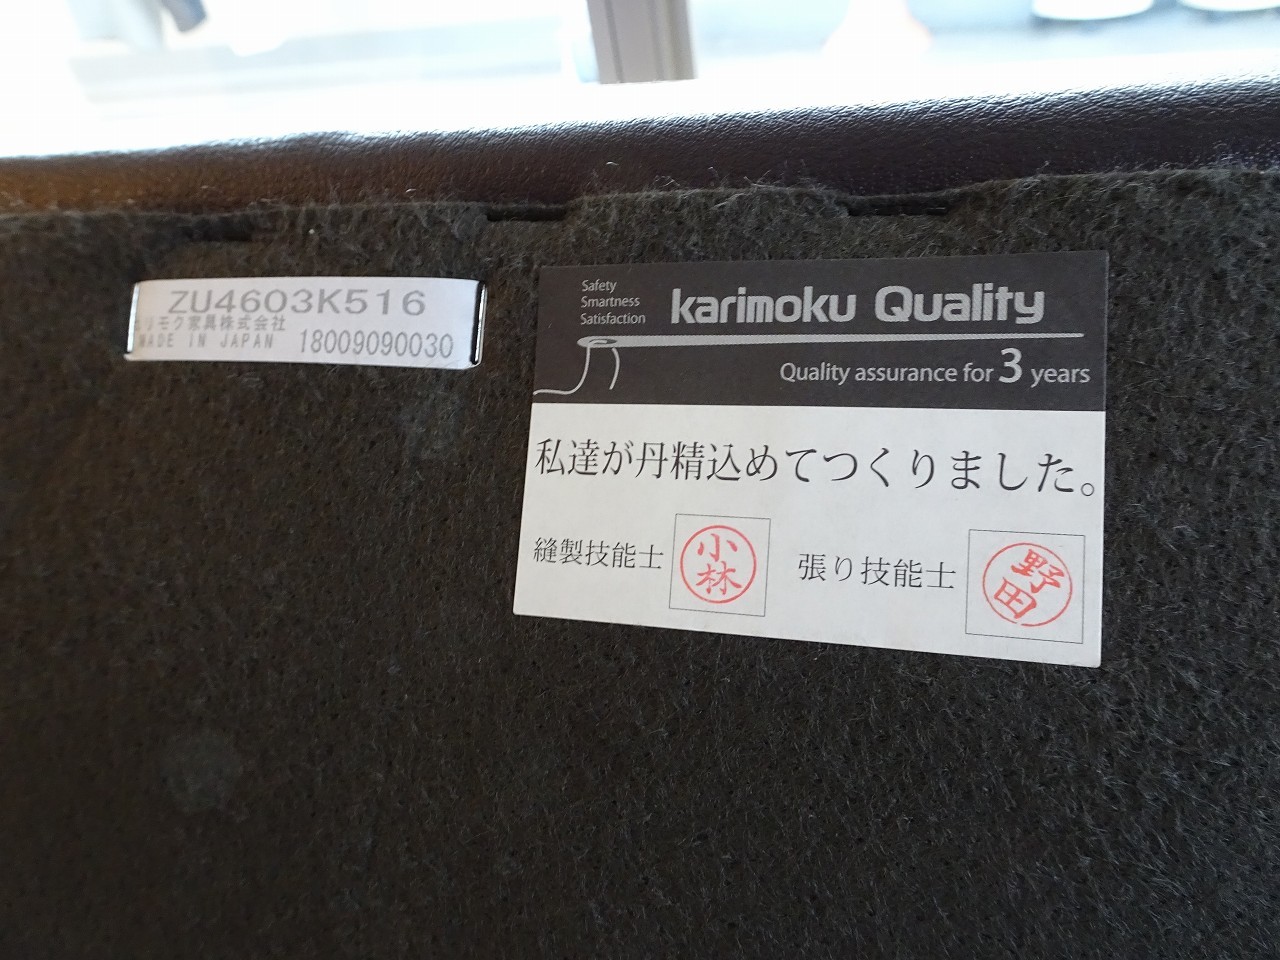 ZU4603K516
リモク家具株式会社
MADE IN JAPAN 18009090030
Safety
Smartness
Satisfaction
karimoku Quality
Quality assurance for 3 years
私達が丹精込めてつくりました。
縫製技能士 小林 張り技能士 野田